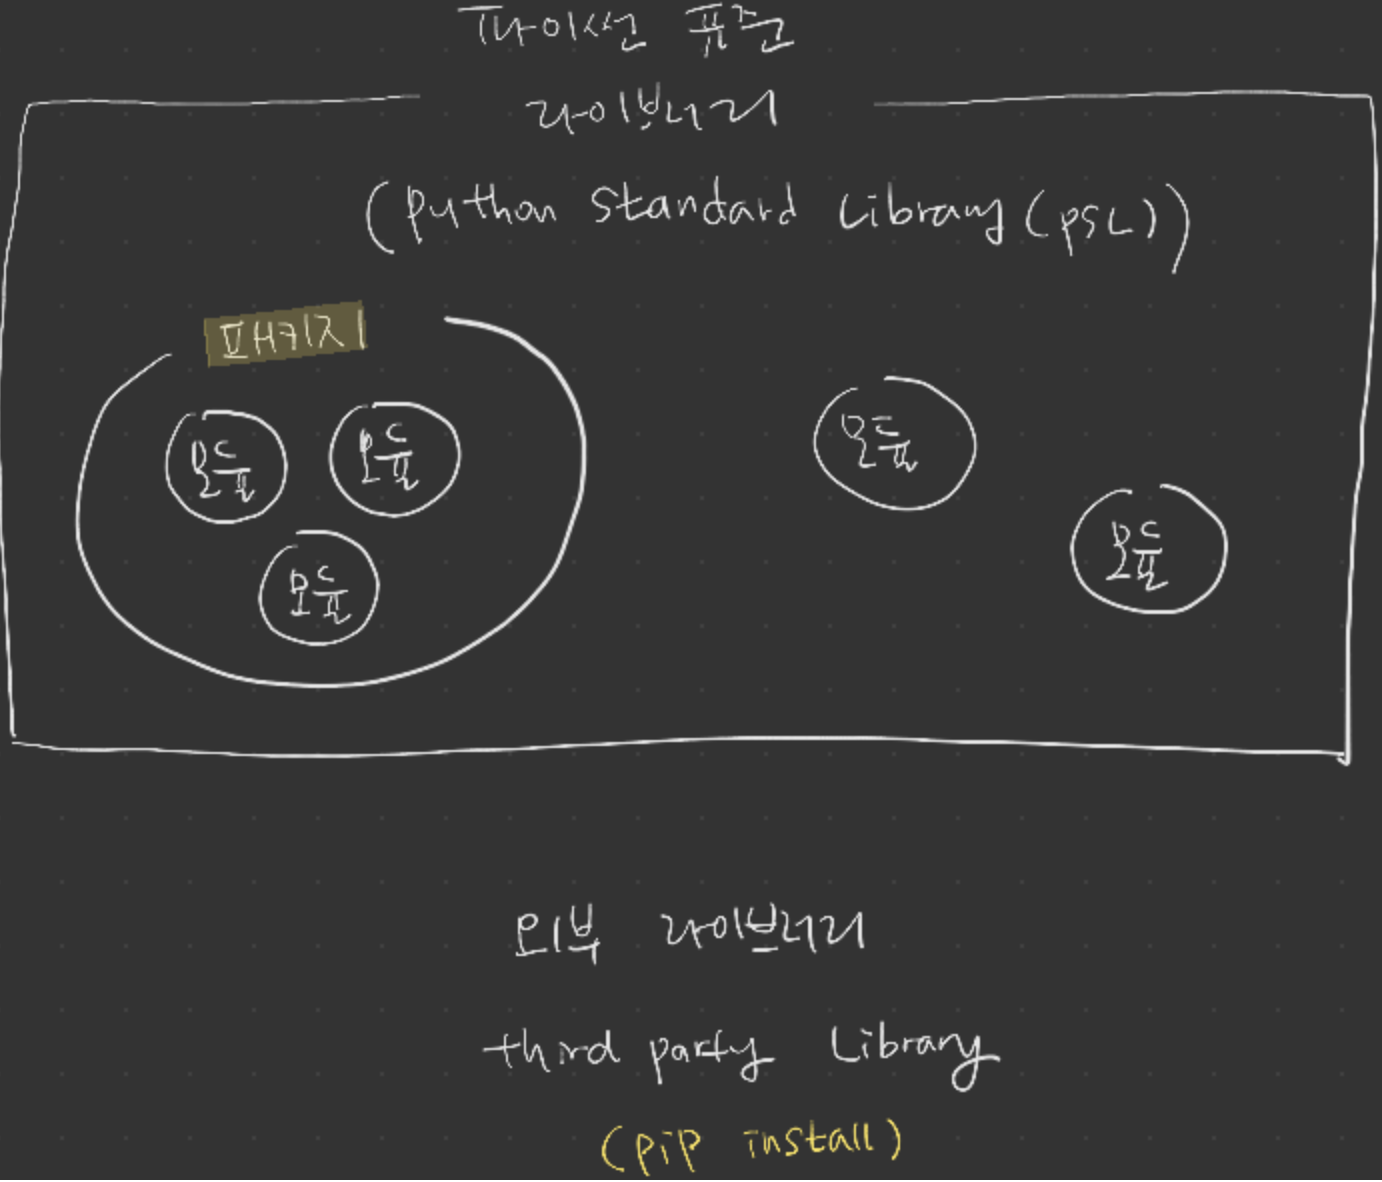 파이썬 표준
라이브러리
(python standard Library (PSL))
패키지
모듈
모듈
모듈
모듈
모듈
외부 라이브러리
third party Library
(pip install)